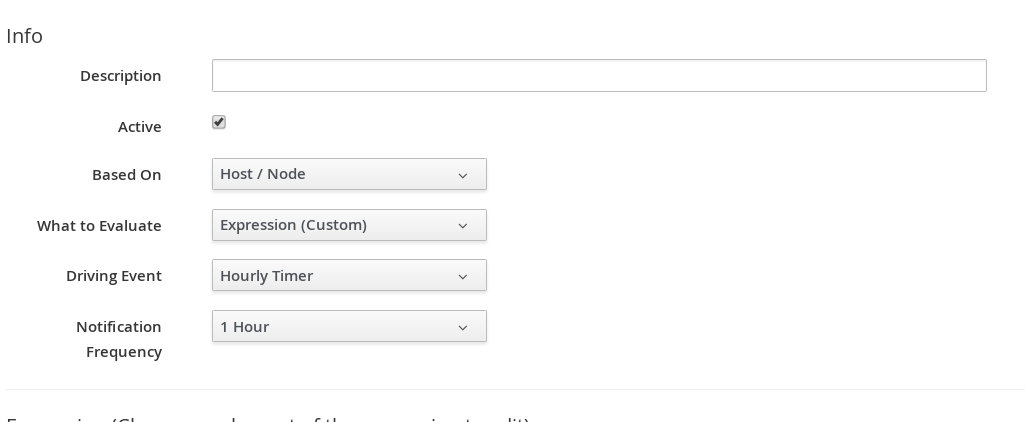 Info
Description
Active
Based On Host / Node
What to Evaluate Expression (Custom)
Driving Event Hourly Timer
Notification 1 Hour
Frequency